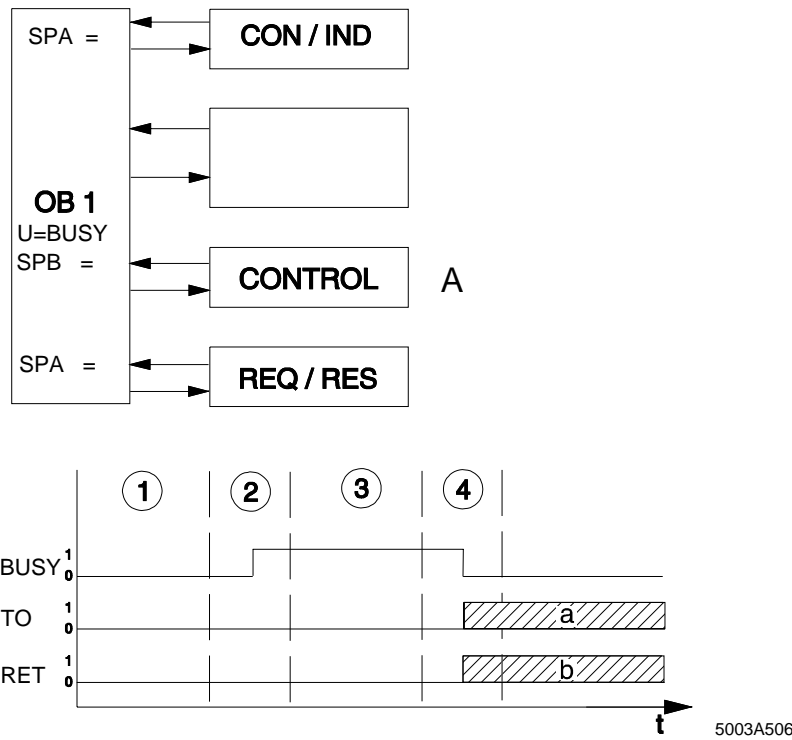 SPA =
CON / IND
OB 1
U=BUSY
SPB =
CONTROL
A
SPA =
REQ / RES
1 2 3 4
BUSY 1
0
TO 1
0
a
RET 1
0
b
t
5003A506